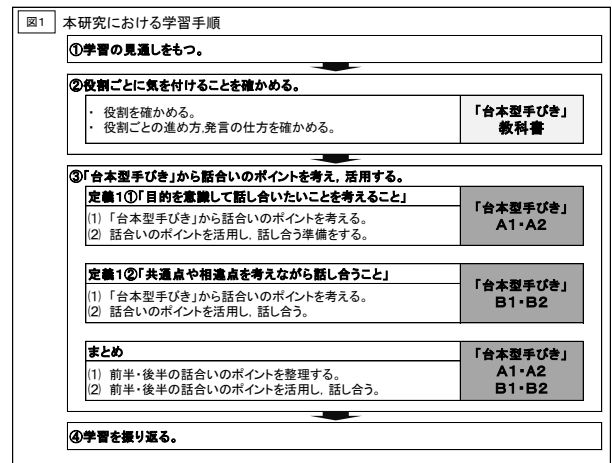 図1 本研究における学習手順
①学習の見通しをもつ。
②役割ごとに気を付けることを確かめる。
・ 役割を確かめる。
・ 役割ごとの進め方,発言の仕方を確かめる。
「台本型手びき」
教科書
③「台本型手びき」から話合いのポイントを考え，活用する。
定義1①「目的を意識して話し合いたいことを考えること」
(1) 「台本型手びき」から話合いのポイントを考える。
(2) 話合いのポイントを活用し，話し合う準備をする。
「台本型手びき」
A1・A2
定義1②「共通点や相違点を考えながら話し合うこと」
(1) 「台本型手びき」から話合いのポイントを考える。
(2) 話合いのポイントを活用し，話し合う。
「台本型手びき」
B1・B2
まとめ
(1) 前半・後半の話合いのポイントを整理する。
(2) 前半・後半の話合いのポイントを活用し，話し合う。
「台本型手びき」
A1・A2
B1・B2
④学習を振り返る。